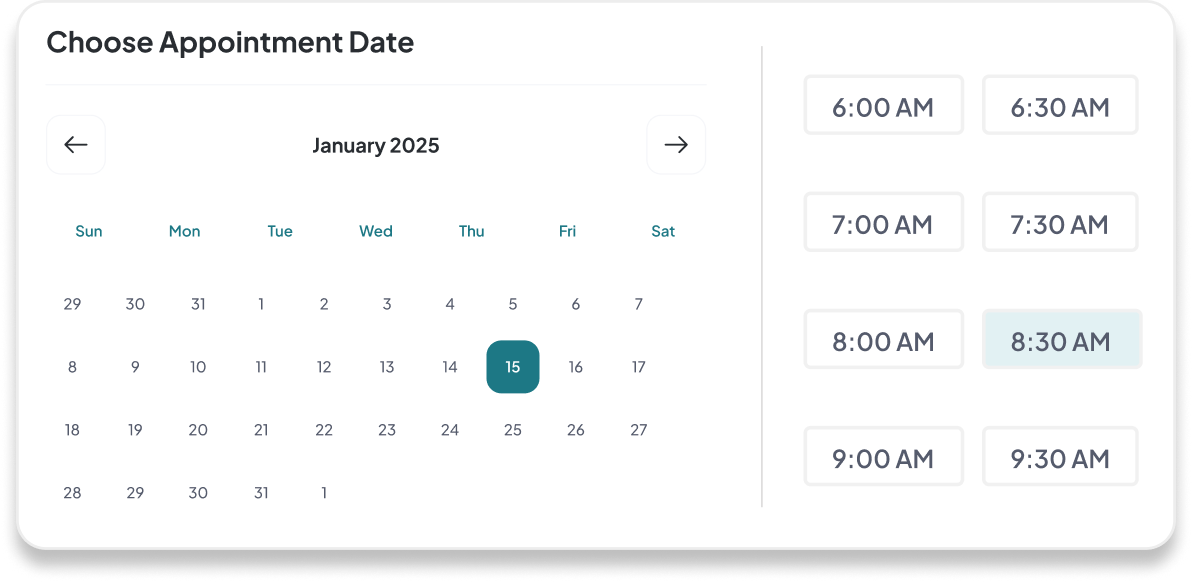 Choose Appointment Date
January 2025
Sun Mon Tue Wed Thu Fri Sat
29 30 31 1 2 3 4 5 6 7
8 9 10 11 12 13 14 15 16 17
18 19 20 21 22 23 24 25 26 27
28 29 30 31 1
6:00 AM 6:30 AM
7:00 AM 7:30 AM
8:00 AM 8:30 AM
9:00 AM 9:30 AM